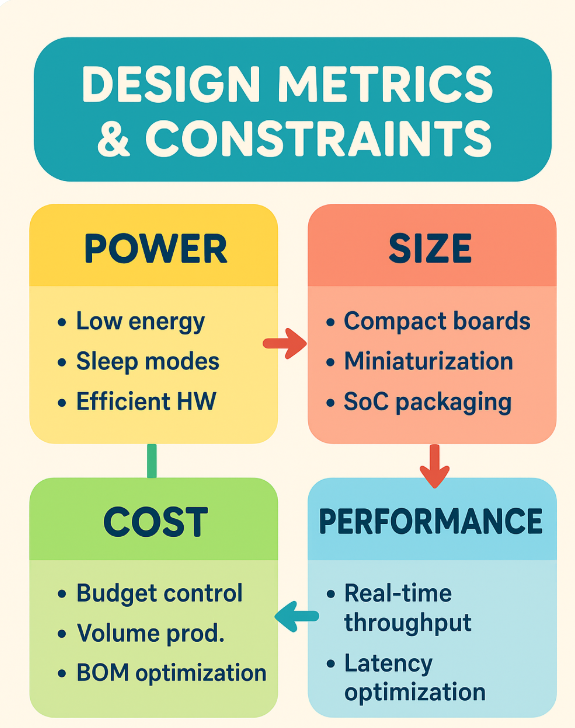 DESIGN METRICS
& CONSTRAINTS
POWER
• Low energy
• Sleep modes
• Efficient HW
SIZE
• Compact boards
• Miniaturization
• SoC packaging
COST
• Budget control
• Volume prod.
• BOM optimization
PERFORMANCE
• Real-time
throughput
• Latency
optimization